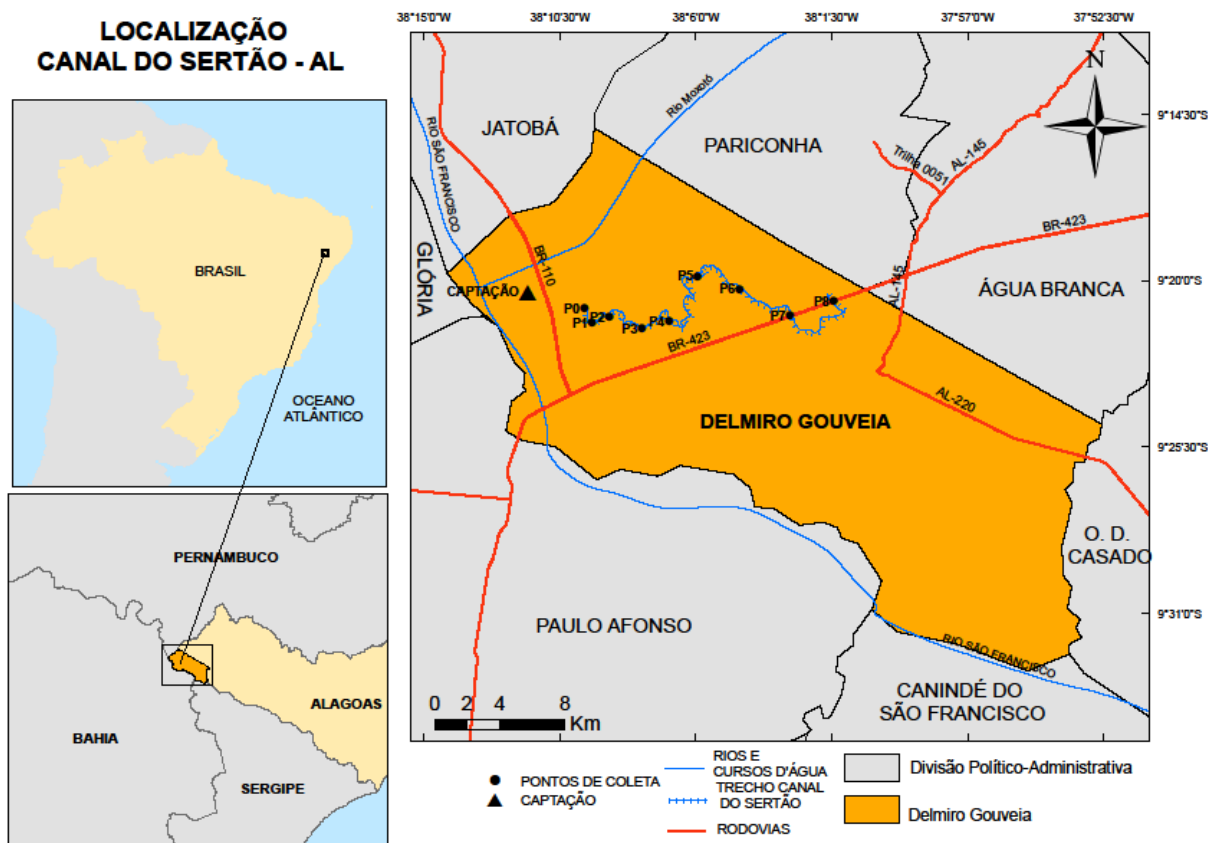 LOCALIZAÇÃO
CANAL DO SERTÃO - AL
BRASIL
OCEANO
ATLÂNTICO
PERNAMBUCO
ALAGOAS
BAHIA
SERGIPE
38°15'0"W
38°10'30"W
38°6'0"W
38°1'30"W
37°57'0"W
37°52'30"W
N
9°14'30"S
9°20'0"S
9°25'30"S
9°31'0"S
JATOBÁ
Rio Moxotó
PARICONHA
RIO SÃO FRANCISCO
Trilha 0051
AL-145
BR-423
GLÓRIA
BR-110
CAPTAÇÃO
AL-145
ÁGUA BRANCA
P0
P1
P2
P3
P4
P5
P6
P7
P8
BR-423
DELMIRO GOUVEIA
AL-220
O. D.
CASADO
PAULO AFONSO
RIO SÃO FRANCISCO
CANINDÉ DO
SÃO FRANCISCO
0 2 4 8
Km
PONTOS DE COLETA
CAPTAÇÃO
RIOS E
CURSOS D'ÁGUA
TRECHO CANAL
DO SERTÃO
RODOVIAS
Divisão Político-Administrativa
Delmiro Gouveia